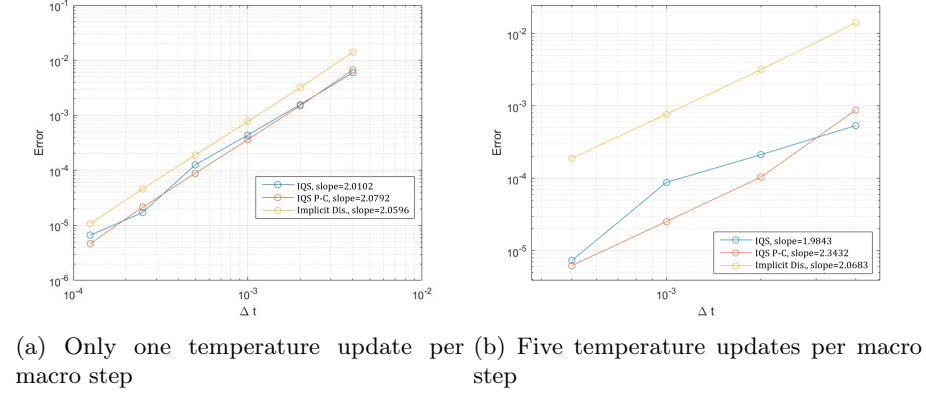 10^-1
10^-2
10^-3
10^-4
10^-5
10^-6
Error
10^-4
10^-3
10^-2
Δ t
IQS, slope=2.0102
IQS P-C, slope=2.0792
Implicit Dis., slope=2.0596
10^-2
10^-3
10^-4
10^-5
Error
10^-3
Δ t
IQS, slope=1.9843
IQS P-C, slope=2.3432
Implicit Dis., slope=2.0683
(a) Only one temperature update per
macro step
(b) Five temperature updates per macro
step